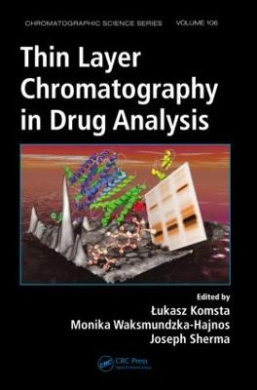 CHROMATOGRAPHIC SCIENCE SERIES VOLUME 106
Thin Layer
Chromatography
in Drug Analysis
Edited by
Łukasz Komsta
Monika Waksmundzka-Hajnos
Joseph Sherma
CRC Press